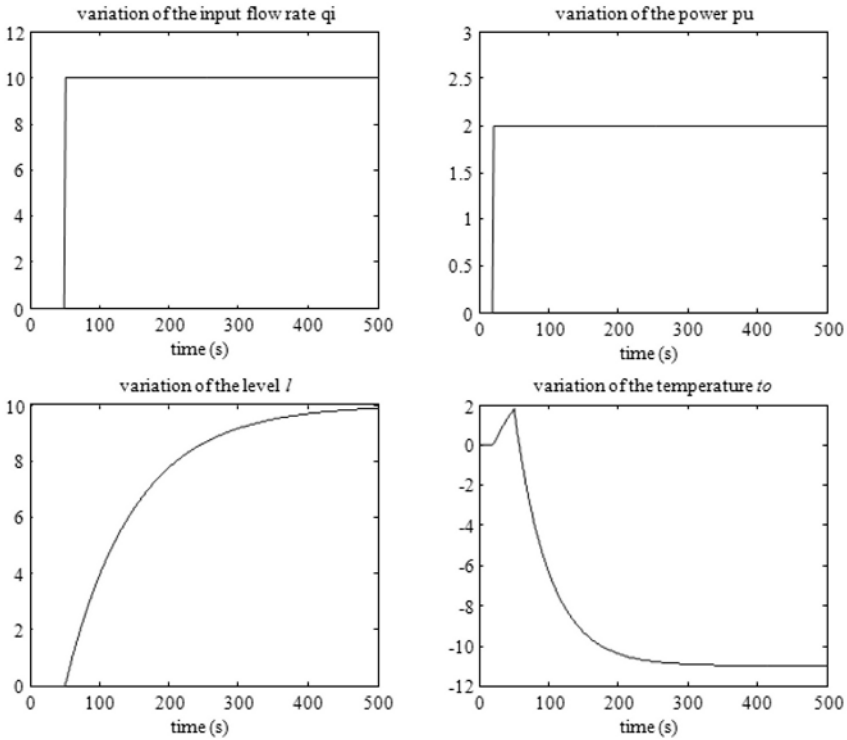 variation of the input flow rate qi
12
10
8
6
4
2
0
0 100 200 300 400 500
time (s)
variation of the power pu
3
2.5
2
1.5
1
0.5
0
0 100 200 300 400 500
time (s)
variation of the level l
10
8
6
4
2
0
0 100 200 300 400 500
time (s)
variation of the temperature to
2
0
-2
-4
-6
-8
-10
-12
0 100 200 300 400 500
time (s)